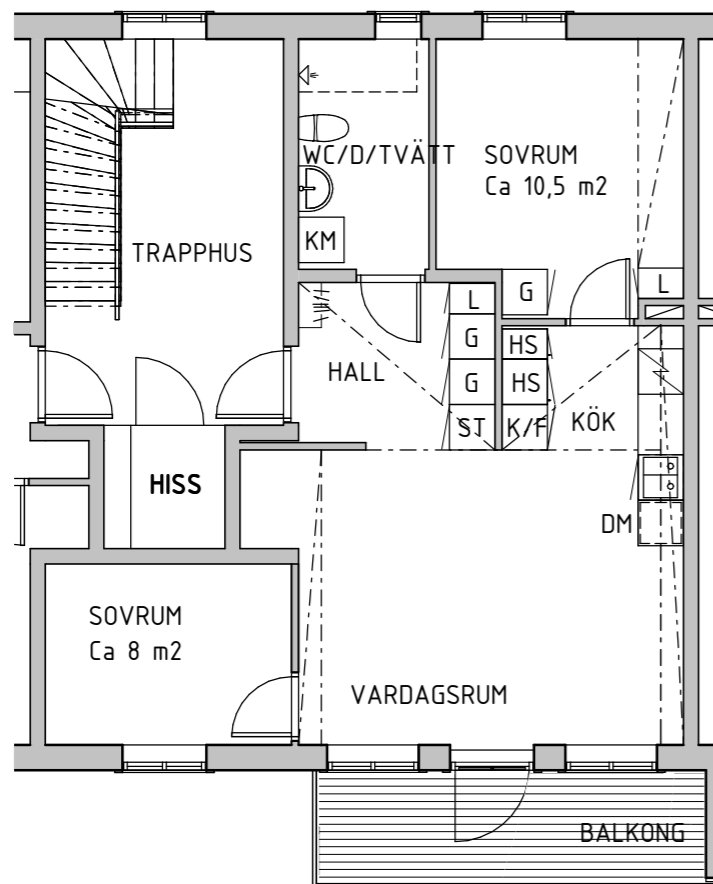 WC/D/TVÄTT
SOVRUM
Ca 10,5 m2
KM
TRAPPHUS
L
G
L
G
G
ST
HALL
HS
HS
K/F
KÖK
HISS
DM
SOVRUM
Ca 8 m2
VARDAGSRUM
BALKONG